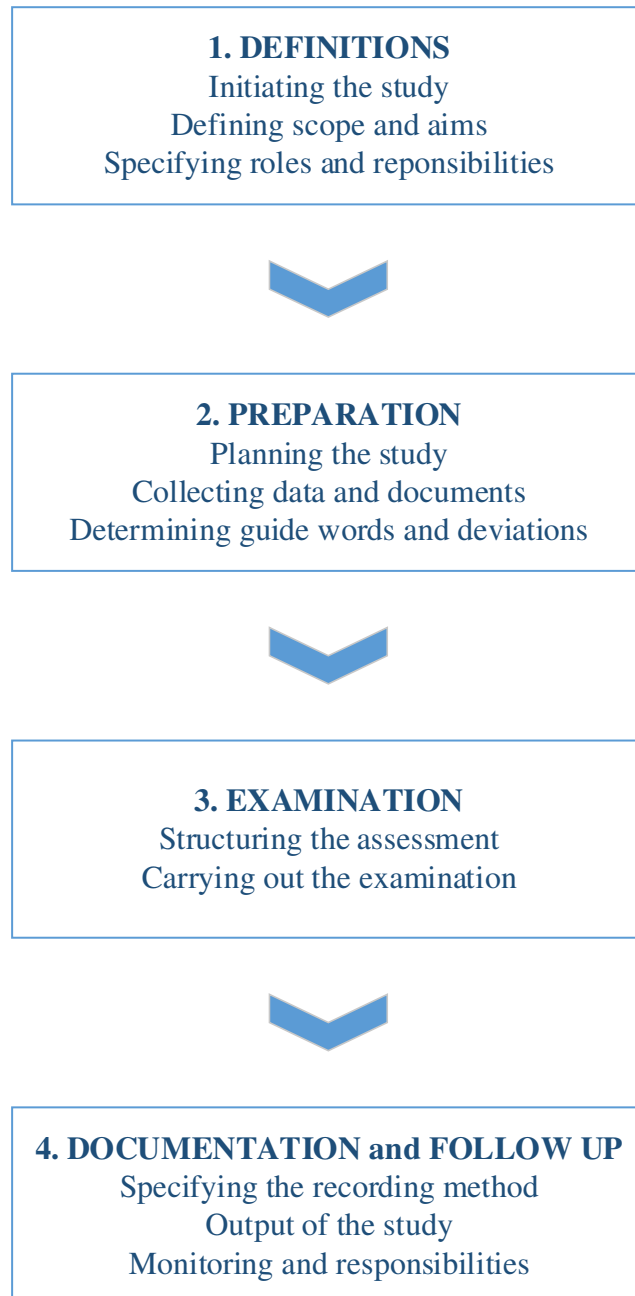 1. DEFINITIONS
Initiating the study
Defining scope and aims
Specifying roles and reponsibilities
2. PREPARATION
Planning the study
Collecting data and documents
Determining guide words and deviations
3. EXAMINATION
Structuring the assessment
Carrying out the examination
4. DOCUMENTATION and FOLLOW UP
Specifying the recording method
Output of the study
Monitoring and responsibilities